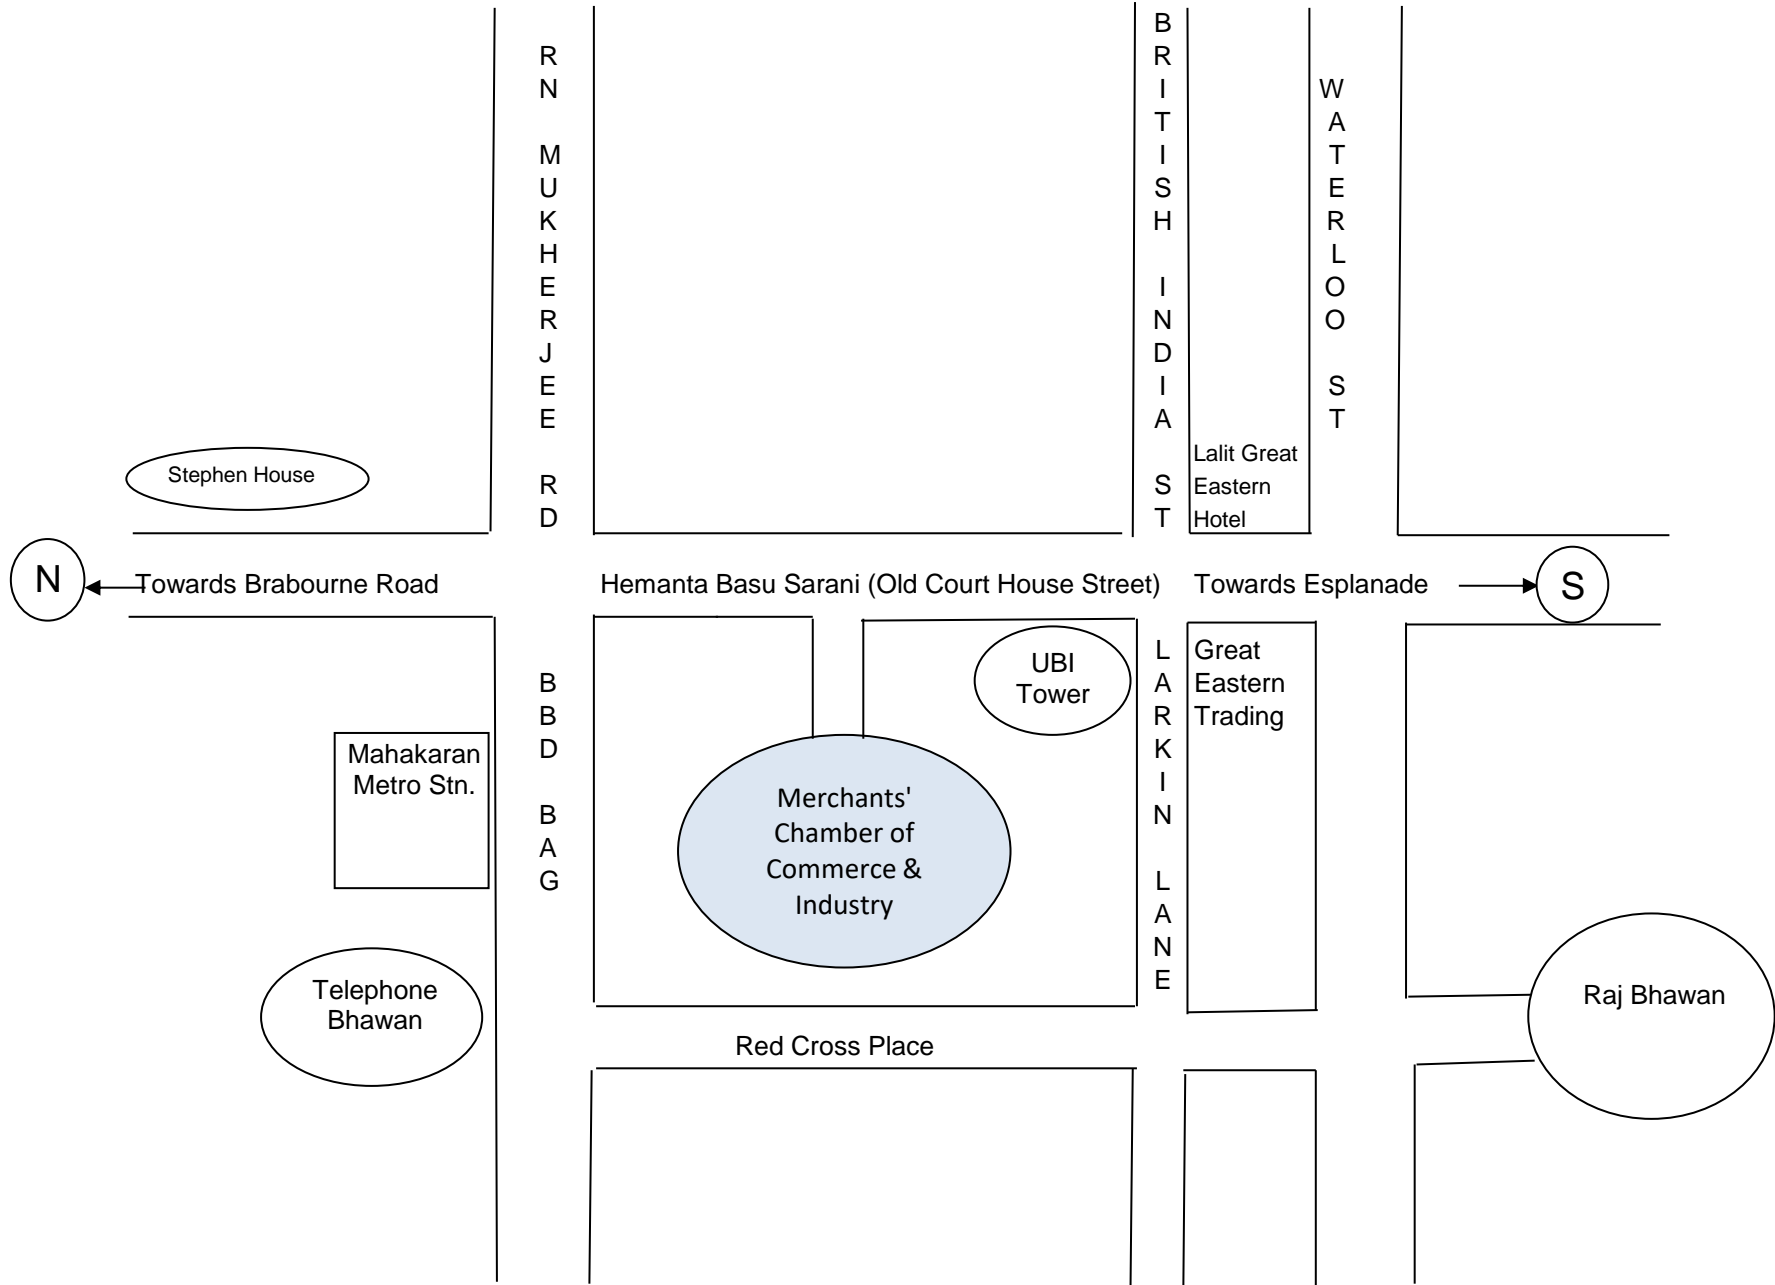 RN MUKHERJEE RD
BRITISH INDIA ST
WATERLOO ST
Stephen House
Lalit Great
Eastern
Hotel
N
Towards Brabourne Road
Hemanta Basu Sarani (Old Court House Street)
Towards Esplanade
S
BBD BAG
UBI
Tower
LARKIN LANE
Great
Eastern
Trading
Mahakaran
Metro Stn.
Merchants'
Chamber of
Commerce &
Industry
Telephone
Bhawan
Raj Bhawan
Red Cross Place